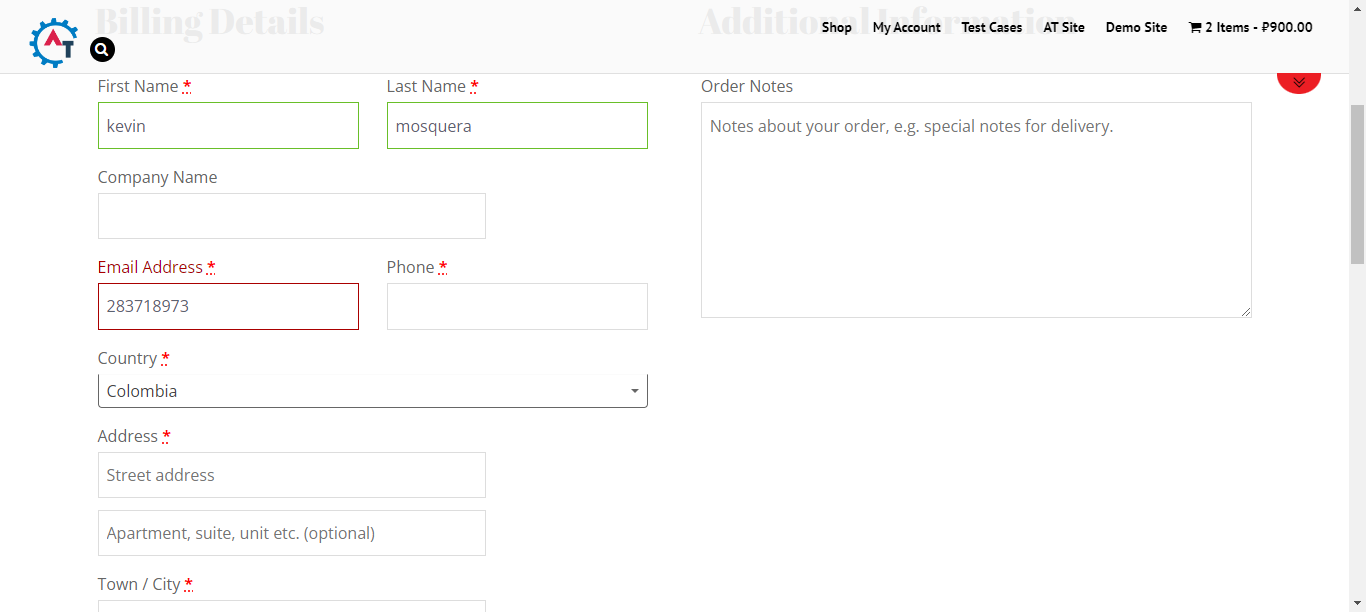 Billing Details
Additional Information
AT
Shop My Account Test Cases AT Site Demo Site 2 Items - ₽900.00
First Name *
Last Name *
kevin
mosquera
Company Name
Email Address *
Phone *
283718973
Country *
Colombia
Address *
Street address
Apartment, suite, unit etc. (optional)
Town / City *
Order Notes
Notes about your order, e.g. special notes for delivery.